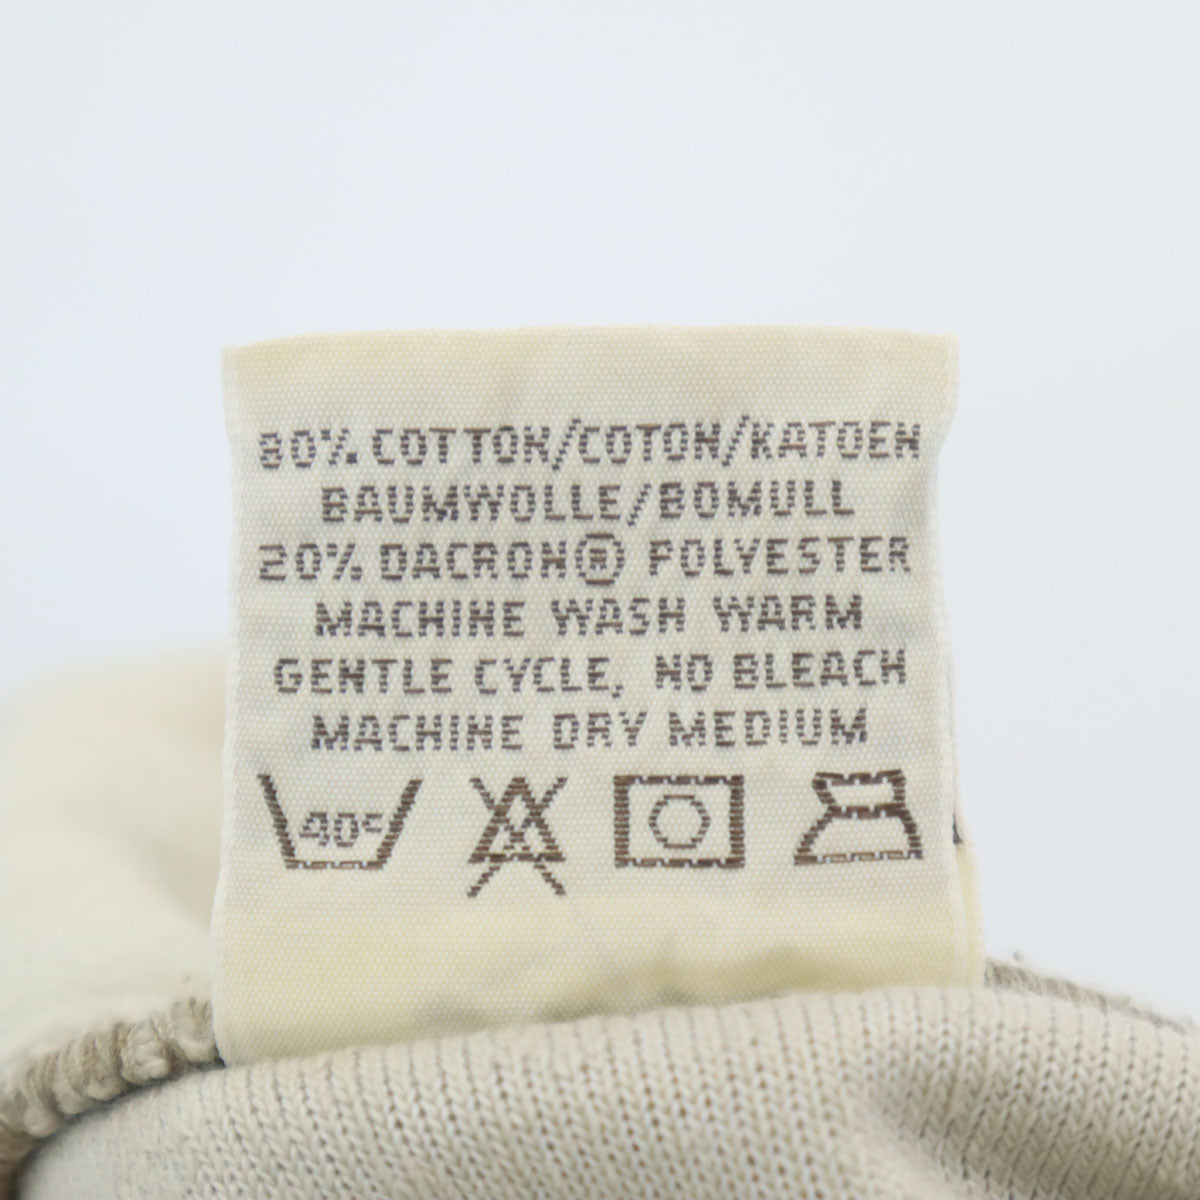 80% COTTON/COTON/KATOEN
BAUMWOLLE/BOMULL
20% DACRON® POLYESTER
MACHINE WASH WARM
GENTLE CYCLE, NO BLEACH
MACHINE DRY MEDIUM
40c